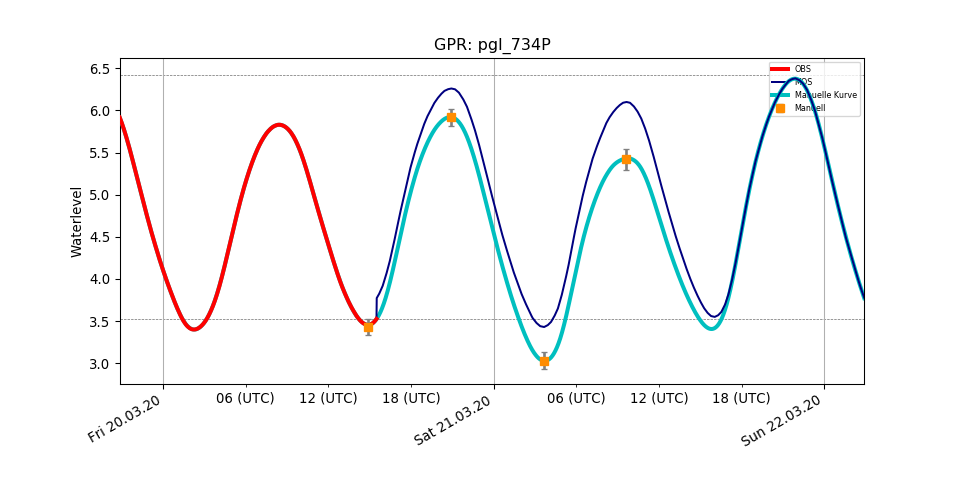 GPR: pgl_734P
Waterlevel
6.5
6.0
5.5
5.0
4.5
4.0
3.5
3.0
OBS
MOS
Manuelle Kurve
Manuell
Fri 20.03.20
06 (UTC)
12 (UTC)
18 (UTC)
Sat 21.03.20
06 (UTC)
12 (UTC)
18 (UTC)
Sun 22.03.20